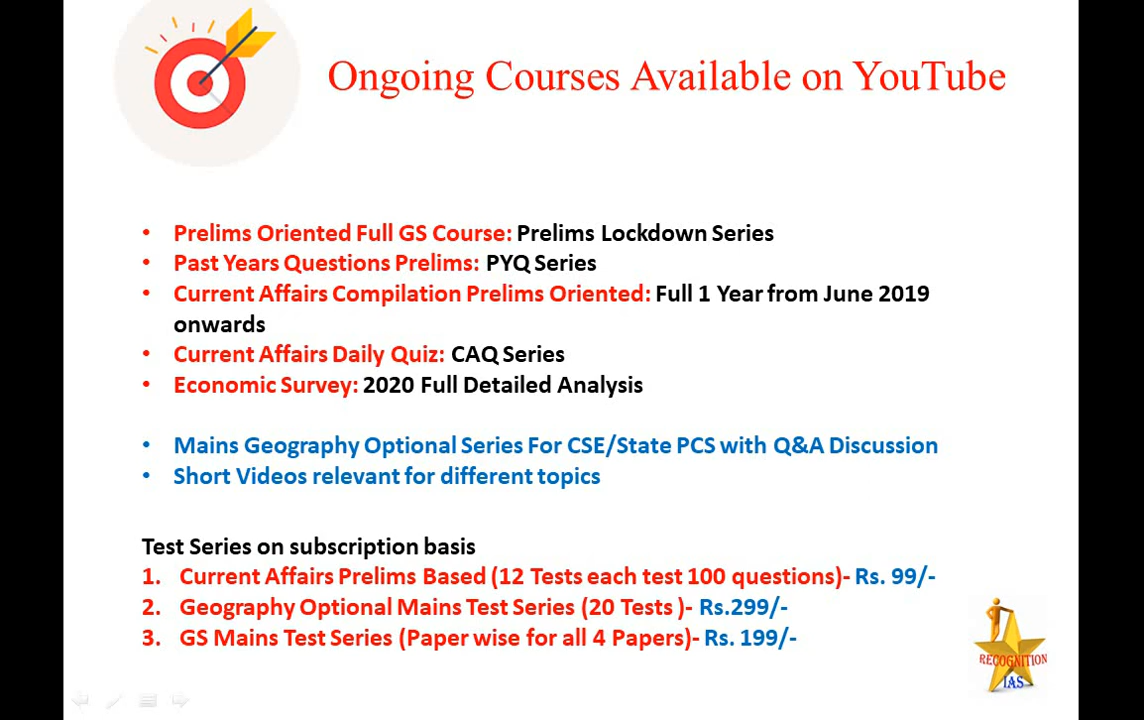 Ongoing Courses Available on YouTube
• Prelims Oriented Full GS Course: Prelims Lockdown Series
• Past Years Questions Prelims: PYQ Series
• Current Affairs Compilation Prelims Oriented: Full 1 Year from June 2019
onwards
• Current Affairs Daily Quiz: CAQ Series
• Economic Survey: 2020 Full Detailed Analysis
• Mains Geography Optional Series For CSE/State PCS with Q&A Discussion
• Short Videos relevant for different topics
Test Series on subscription basis
1. Current Affairs Prelims Based (12 Tests each test 100 questions)- Rs. 99/-
2. Geography Optional Mains Test Series (20 Tests )- Rs.299/-
3. GS Mains Test Series (Paper wise for all 4 Papers)- Rs. 199/-
RECOGNITION
IAS